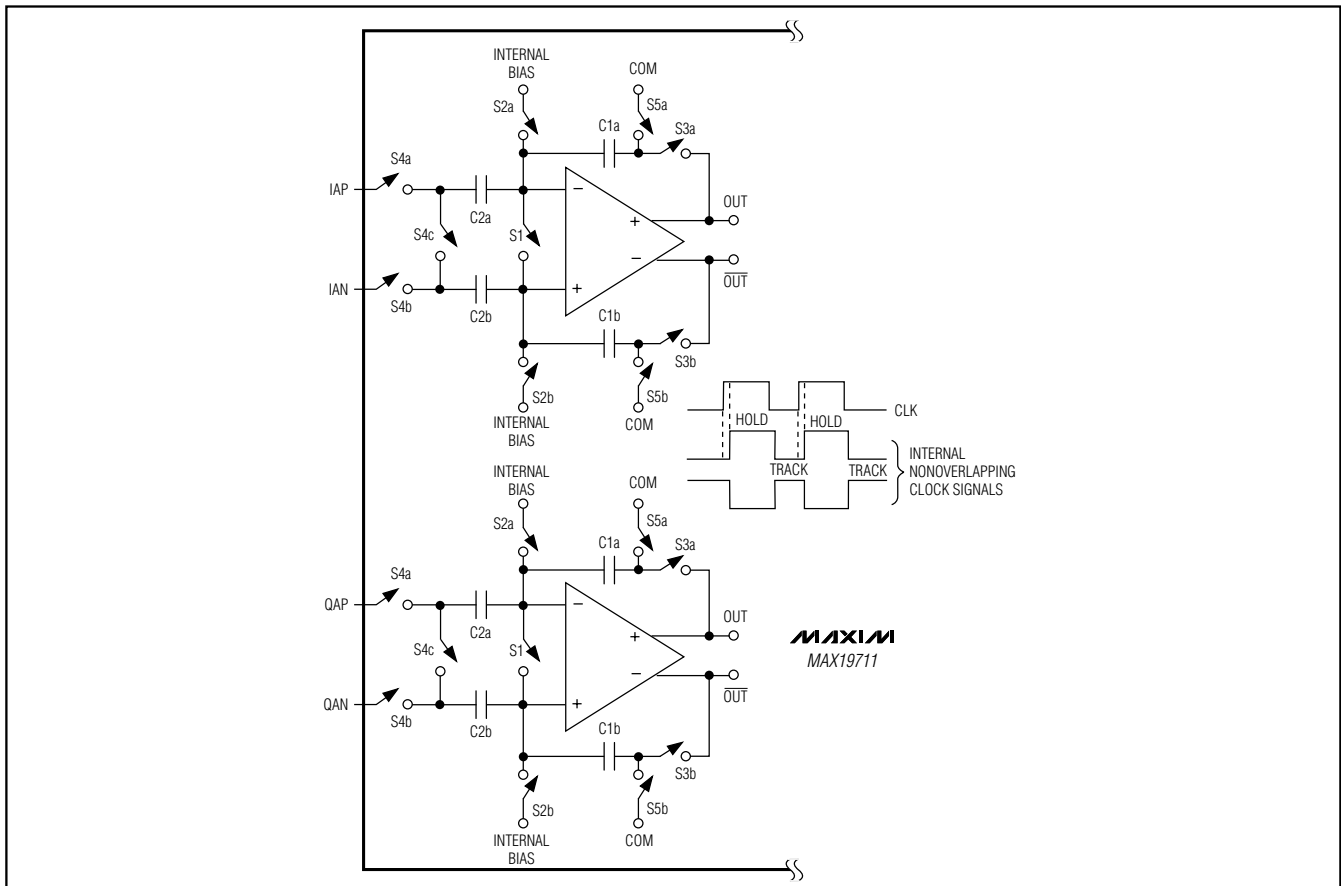 INTERNAL
BIAS
COM
S2a
S5a
C1a
S3a
S4a
IAP
−
OUT
C2a
+
S4c
S1
−
OUT
IAN
+
S4b
C2b
C1b
S3b
S2b
S5b
INTERNAL
BIAS
COM
CLK
HOLD
HOLD
TRACK
TRACK
INTERNAL
NONOVERLAPPING
CLOCK SIGNALS
INTERNAL
BIAS
COM
S2a
S5a
C1a
S3a
S4a
QAP
−
OUT
C2a
+
S4c
S1
−
OUT
QAN
+
S4b
C2b
C1b
S3b
S2b
S5b
INTERNAL
BIAS
COM
MAXIM
MAX19711